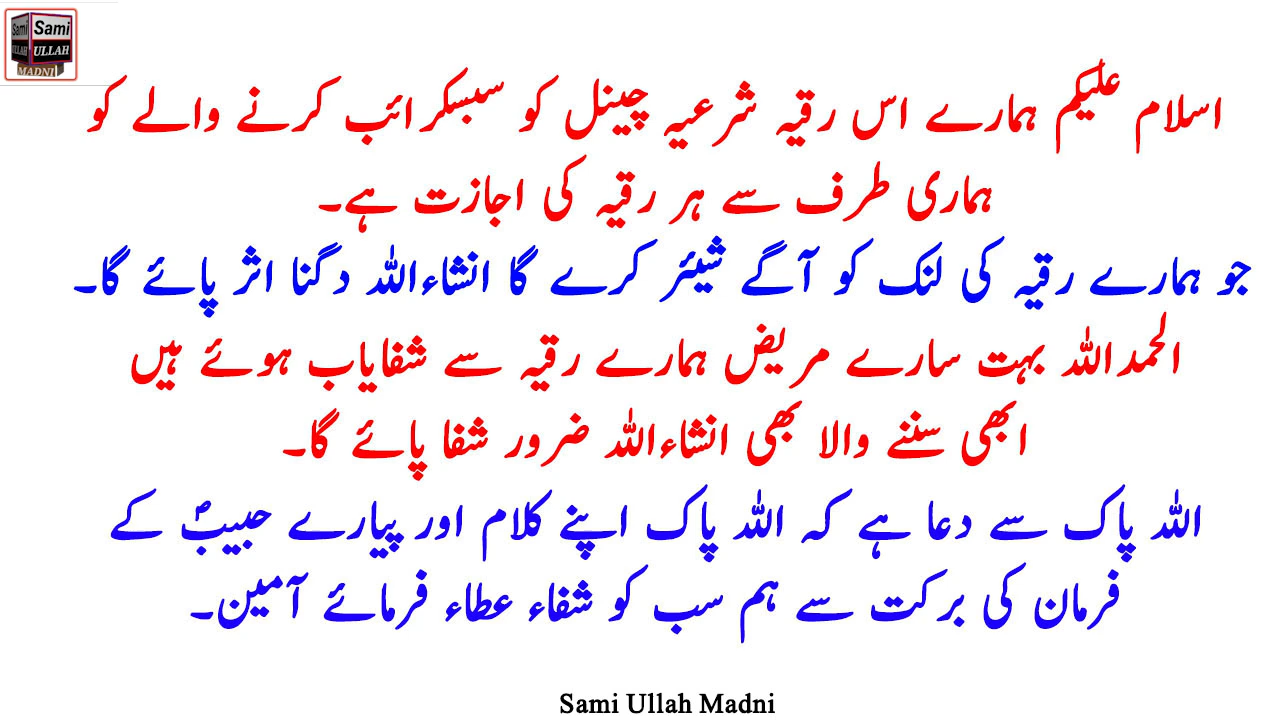 Sami
Sami
ULLAH
ULLAH
MADNI
اسلام علیکم ہمارے اس رقیہ شرعیہ چینل کو سبسکرائب کرنے والے کو
ہماری طرف سے ہر رقیہ کی اجازت ہے۔
جو ہمارے رقیہ کی لنک کو آگے شیئر کرے گا انشاءاللہ دگنا اثر پائے گا۔
الحمداللہ بہت سارے مریض ہمارے رقیہ سے شفایاب ہوئے ہیں
ابھی سننے والا بھی انشاءاللہ ضرور شفا پائے گا۔
اللہ پاک سے دعا ہے کہ اللہ پاک اپنے کلام اور پیارے حبیبؐ کے
فرمان کی برکت سے ہم سب کو شفاء عطاء فرمائے آمین۔
Sami Ullah Madni